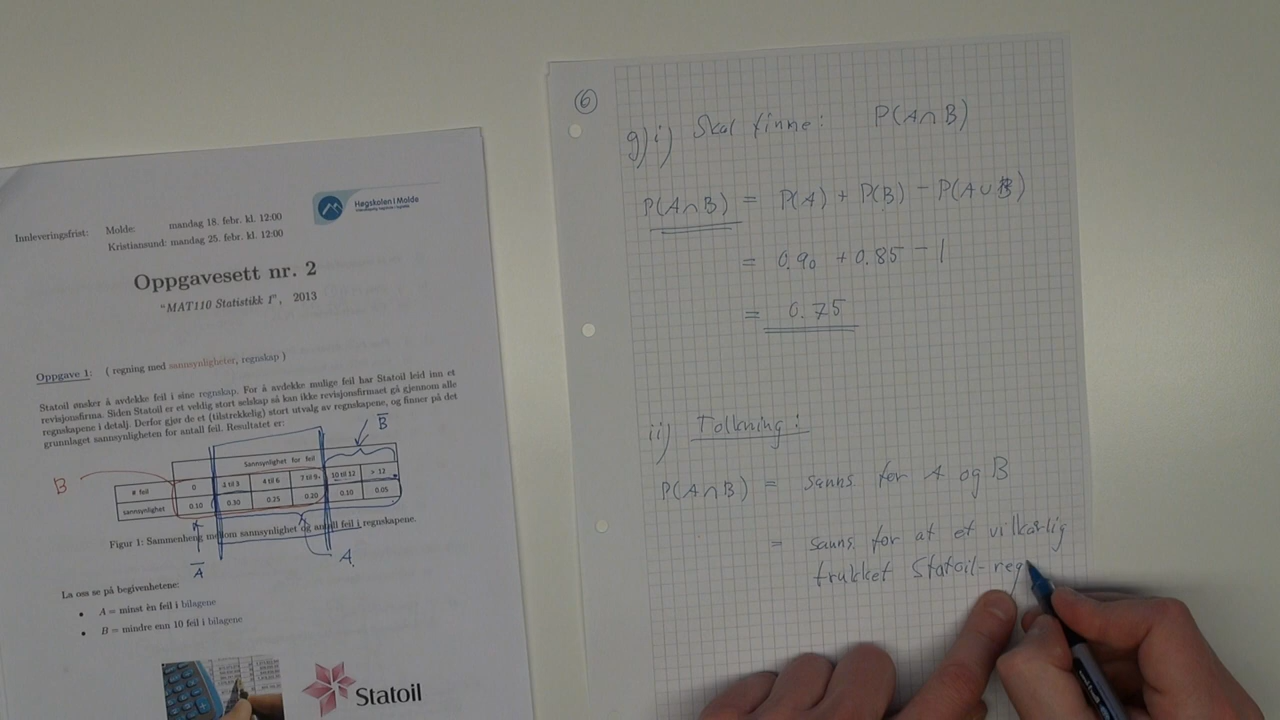 Høgskolen i Molde
Innleveringsfrist: Molde: mandag 18. febr. kl. 12:00
Kristiansund: mandag 25. febr. kl. 12:00
Oppgavesett nr. 2
"MAT110 Statistikk 1", 2013
Oppgave 1: ( regning med sannsynligheter, regnskap )
Statoil ønsker å avdekke feil i sine regnskap. For å avdekke mulige feil har Statoil leid inn et
revisjonsfirma. Siden Statoil er et veldig stort selskap så kan ikke revisjonsfirmaet gå gjennom alle
regnskapene i detalj. Derfor gjør de et (tilstrekkelig) stort utvalg av regnskapene, og finner på det
grunnlaget sannsynligheten for antall feil. Resultatet er:
B̅
B
Sannsynlighet for feil
# feil 0 1 til 3 4 til 6 7 til 9 10 til 12 > 12
sannsynlighet 0.10 0.30 0.25 0.20 0.10 0.05
Figur 1: Sammenheng mellom sannsynlighet og antall feil i regnskapene.
A̅
A
La oss se på begivenhetene:
• A = minst èn feil i bilagene
• B = mindre enn 10 feil i bilagene
Statoil
6
g) i) Skal finne: P(A∩B)
P(A∩B) = P(A) + P(B) - P(A∪B)
= 0.90 + 0.85 - 1
= 0.75
ii) Tolkning:
P(A∩B) = sanns. for A og B
= sanns. for at et vilkårlig
trukket Statoil-reg